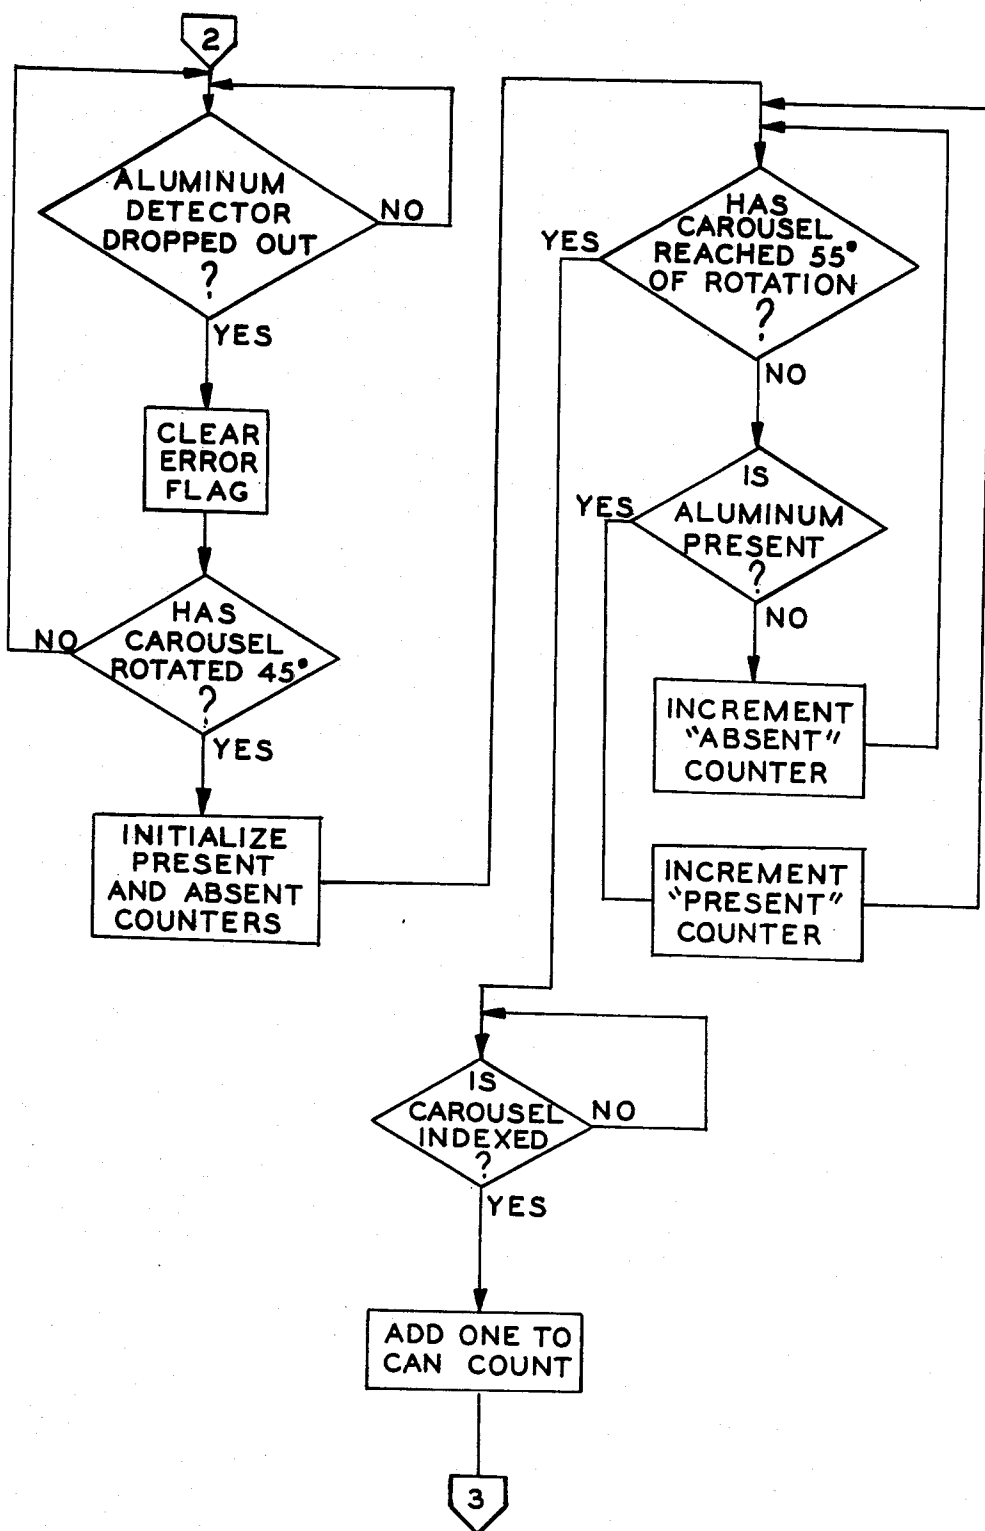 2
ALUMINUM
DETECTOR
DROPPED OUT
?
NO
YES
CLEAR
ERROR
FLAG
HAS
CAROUSEL
ROTATED 45°
?
NO
YES
INITIALIZE
PRESENT
AND ABSENT
COUNTERS
HAS
CAROUSEL
REACHED 55°
OF ROTATION
?
YES
NO
IS
ALUMINUM
PRESENT
?
YES
NO
INCREMENT
"ABSENT"
COUNTER
INCREMENT
"PRESENT"
COUNTER
IS
CAROUSEL
INDEXED
?
NO
YES
ADD ONE TO
CAN COUNT
3